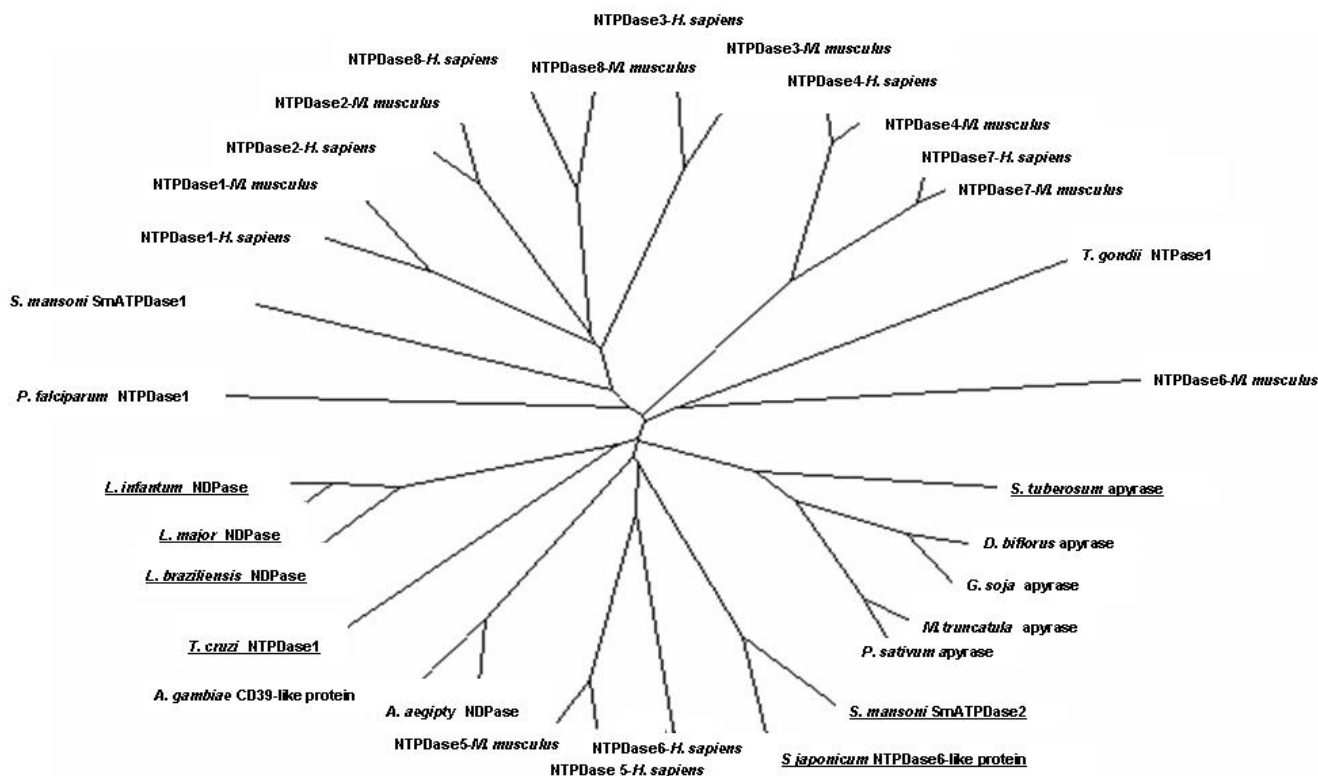 NTPDase3-H. sapiens
NTPDase3-M. musculus
NTPDase8-H. sapiens
NTPDase8-M. musculus
NTPDase4-H. sapiens
NTPDase2-M. musculus
NTPDase4-M. musculus
NTPDase2-H. sapiens
NTPDase7-H. sapiens
NTPDase1-M. musculus
NTPDase7-M. musculus
NTPDase1-H. sapiens
T. gondii NTPase1
S. mansoni SmATPDase1
NTPDase6-M. musculus
P. falciparum NTPDase1
L. infantum NDPase
S. tuberosum apyrase
L. major NDPase
D. biflorus apyrase
L. braziliensis NDPase
G. soja apyrase
M. truncatula apyrase
T. cruzi NTPDase1
P. sativum apyrase
A. gambiae CD39-like protein
A. aegipty NDPase
S. mansoni SmATPDase2
NTPDase5-M. musculus
NTPDase6-H. sapiens
S japonicum NTPDase6-like protein
NTPDase 5-H. sapiens